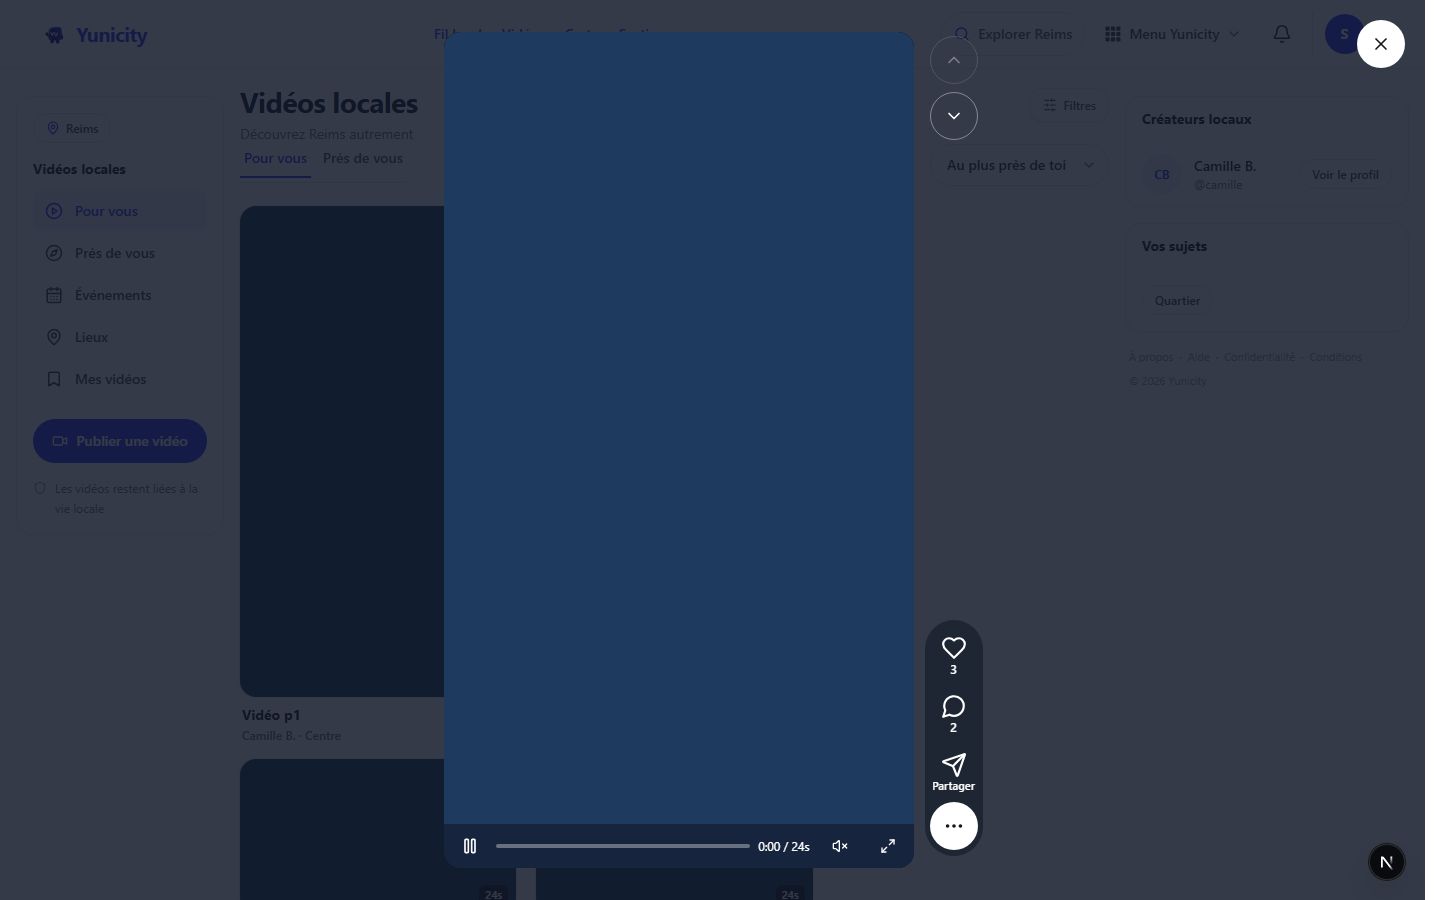 Yunicity
Explorer Reims
Menu Yunicity
S
Reims
Vidéos locales
Pour vous
Près de vous
Événements
Lieux
Mes vidéos
Publier une vidéo
Les vidéos restent liées à la
vie locale
Vidéos locales
Découvrez Reims autrement
Pour vous
Près de vous
Filtres
Au plus près de toi
Vidéo p1
Camille B. · Centre
24s
24s
0:00 / 24s
3
2
Partager
Créateurs locaux
CB
Camille B.
@camille
Voir le profil
Vos sujets
Quartier
À propos · Aide · Confidentialité · Conditions
© 2026 Yunicity
N